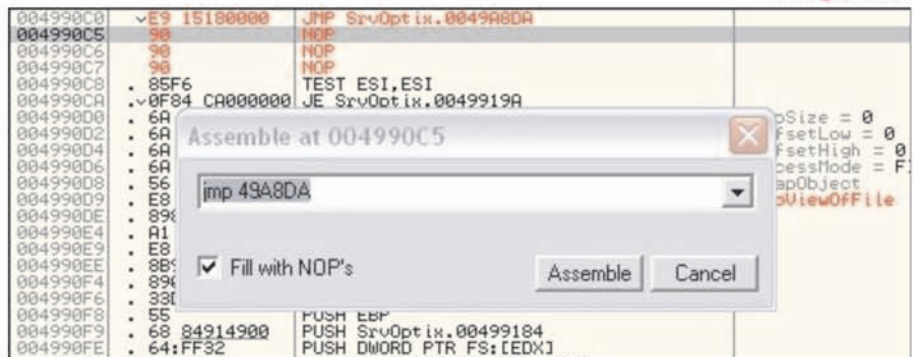 004990C0 ⌄E9 15180000 JMP SrvOptix.0049A8DA
004990C5 90 NOP
004990C6 90 NOP
004990C7 90 NOP
004990C8 . 85F6 TEST ESI,ESI
004990CA .⌄0F84 CA000000 JE SrvOptix.0049919A
004990D0 . 6A pSize = 0
004990D2 . 6A fsetLow = 0
004990D4 . 6A fsetHigh = 0
004990D6 . 6A cessMode = F
004990D8 . 56 apObject
004990D9 . E8 pViewOfFile
004990DE . 898
004990E4 . A1
004990E9 . E8
004990EE . 8B
004990F4 . 890
004990F6 . 33
004990F8 . 55 PUSH EBP
004990F9 . 68 84914900 PUSH SrvOptix.00499184
004990FE . 64:FF32 PUSH DWORD PTR FS:[EDX]
Assemble at 004990C5
jmp 49A8DA
Fill with NOP's
Assemble Cancel